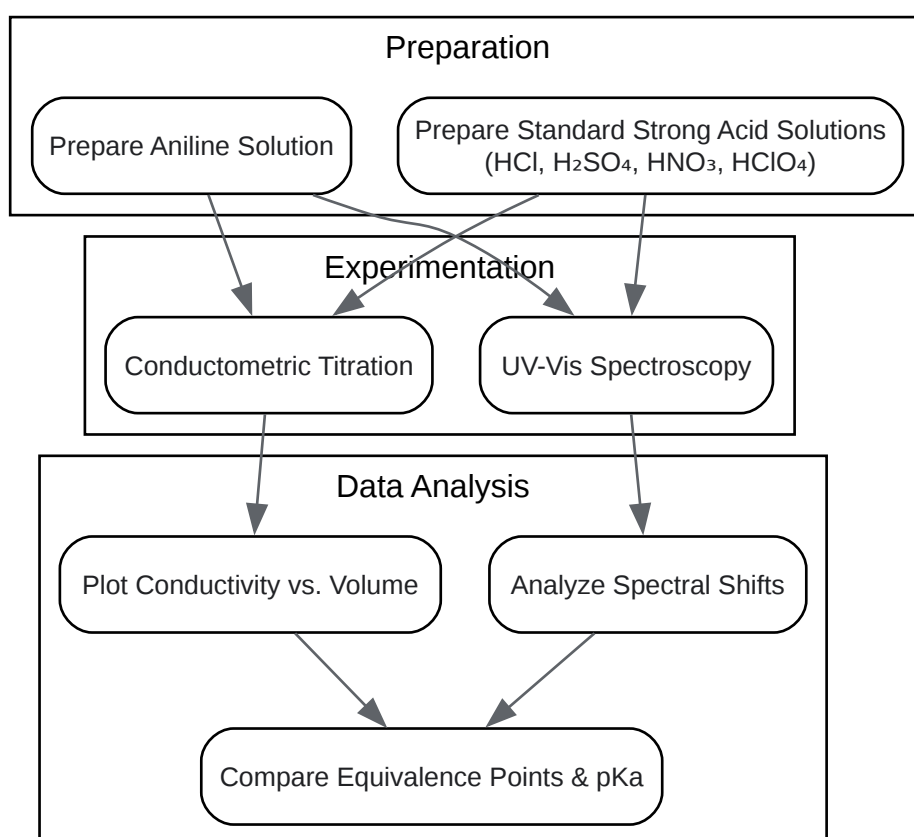 Preparation
Prepare Aniline Solution
Prepare Standard Strong Acid Solutions
(HCl, H₂SO₄, HNO₃, HClO₄)
Experimentation
Conductometric Titration
UV-Vis Spectroscopy
Data Analysis
Plot Conductivity vs. Volume
Analyze Spectral Shifts
Compare Equivalence Points & pKa